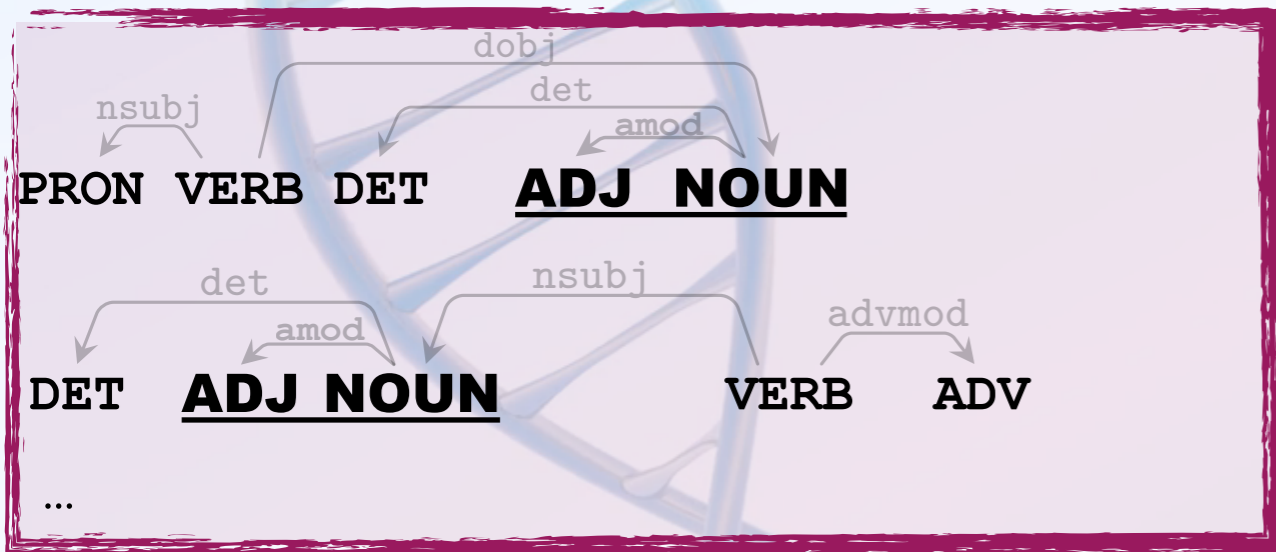 dobj
det
nsubj
amod
PRON VERB DET ADJ NOUN
det nsubj
advmod
amod
DET ADJ NOUN VERB ADV
...